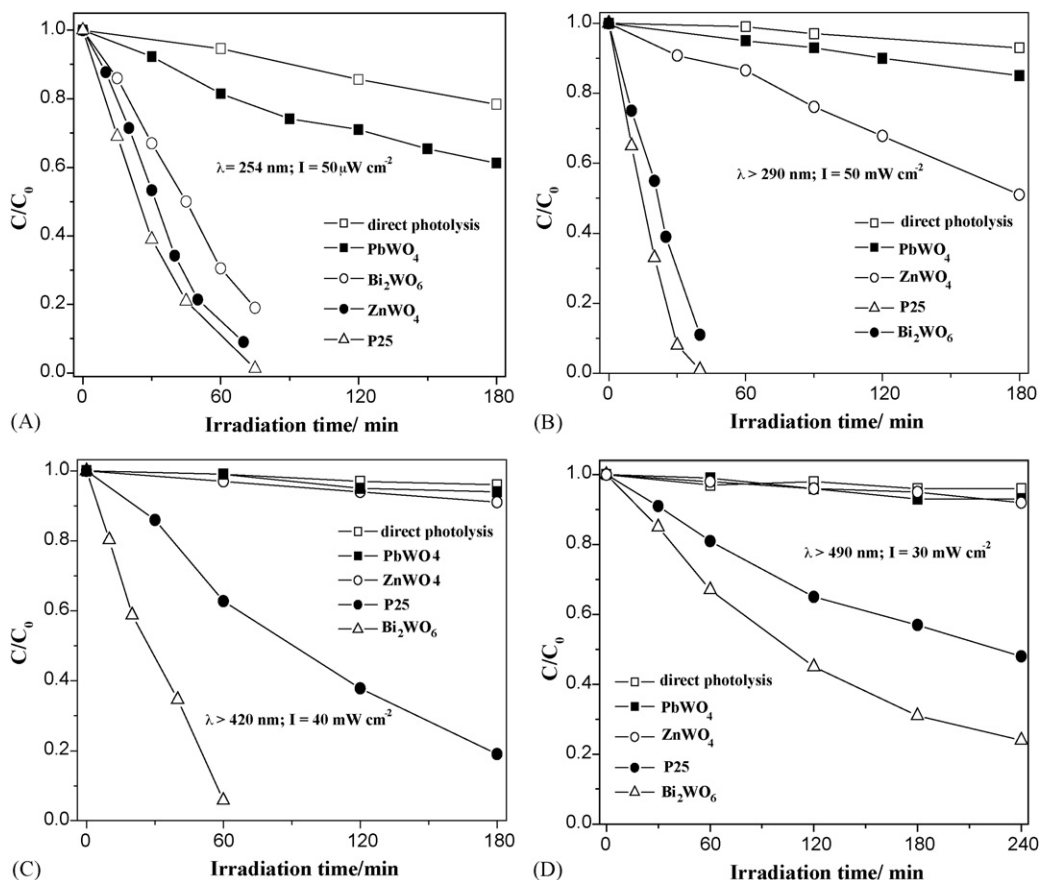 1.0
0.8
0.6
0.4
0.2
0.0
C/C₀
λ= 254 nm; I = 50μW cm⁻²
direct photolysis
PbWO₄
Bi₂WO₆
ZnWO₄
P25
0 60 120 180
(A) Irradiation time/ min
1.0
0.8
0.6
0.4
0.2
0.0
C/C₀
λ > 290 nm; I = 50 mW cm⁻²
direct photolysis
PbWO₄
ZnWO₄
P25
Bi₂WO₆
0 60 120 180
(B) Irradiation time/ min
1.0
0.8
0.6
0.4
0.2
0.0
C/C₀
direct photolysis
PbWO4
ZnWO4
P25
Bi₂WO₆
λ > 420 nm; I = 40 mW cm⁻²
0 60 120 180
(C) Irradiation time/min
1.0
0.8
0.6
0.4
0.2
0.0
C/C₀
λ > 490 nm; I = 30 mW cm⁻²
direct photolysis
PbWO₄
ZnWO₄
P25
Bi₂WO₆
0 60 120 180 240
(D) Irradiation time/ min